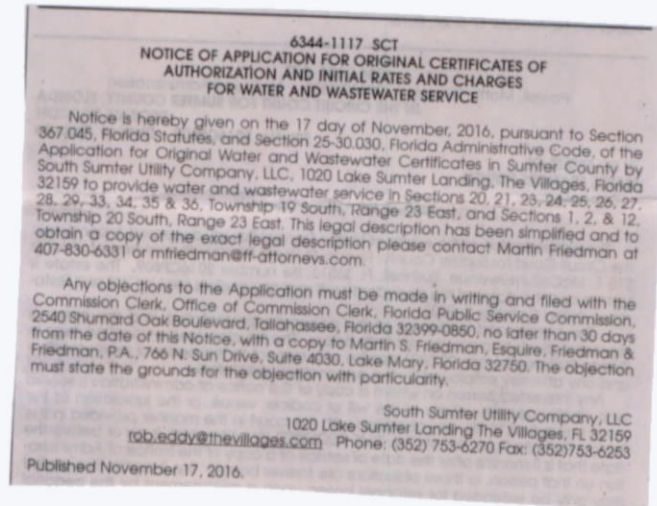 6344-1117 SCT
NOTICE OF APPLICATION FOR ORIGINAL CERTIFICATES OF
AUTHORIZATION AND INITIAL RATES AND CHARGES
FOR WATER AND WASTEWATER SERVICE
Notice is hereby given on the 17 day of November, 2016, pursuant to Section
367.045, Florida Statutes, and Section 25-30.030, Florida Administrative Code, of the
Application for Original Water and Wastewater Certificates in Sumter County by
South Sumter Utility Company, LLC, 1020 Lake Sumter Landing, The Villages, Florida
32159 to provide water and wastewater service in Sections 20, 21, 23, 24, 25, 26, 27,
28, 29, 33, 34, 35 & 36, Township 19 South, Range 23 East, and Sections 1, 2, & 12,
Township 20 South, Range 23 East. This legal description has been simplified and to
obtain a copy of the exact legal description please contact Martin Friedman at
407-830-6331 or mfriedman@ff-attorneys.com.
Any objections to the Application must be made in writing and filed with the
Commission Clerk, Office of Commission Clerk, Florida Public Service Commission,
2540 Shumard Oak Boulevard, Tallahassee, Florida 32399-0850, no later than 30 days
from the date of this Notice, with a copy to Martin S. Friedman, Esquire, Friedman &
Friedman, P.A., 766 N. Sun Drive, Suite 4030, Lake Mary, Florida 32750. The objection
must state the grounds for the objection with particularity.
South Sumter Utility Company, LLC
1020 Lake Sumter Landing The Villages, FL 32159
rob.eddy@thevillages.com Phone: (352) 753-6270 Fax: (352)753-6253
Published November 17, 2016.